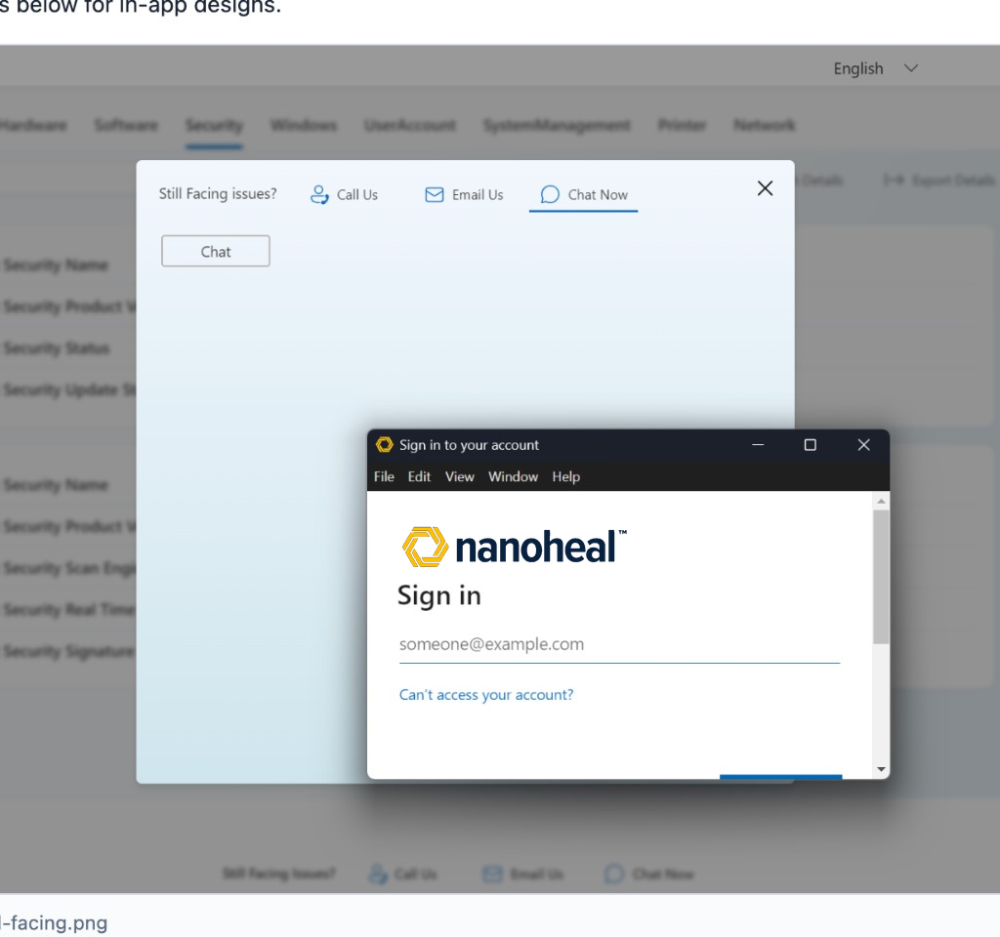 s below for in-app designs.
English
Hardware Software Security Windows UserAccount SystemManagement Printer Network
Still Facing issues? Call Us Email Us Chat Now
Details Export Details
Chat
Security Name
Security Product
Security Status
Security Update
Sign in to your account
File Edit View Window Help
Security Name
Security Product
nanoheal™
Security Scan
Sign in
Security Real Time
someone@example.com
Security Signature
Can't access your account?
Still Facing Issues? Call Us Email Us Chat Now
-facing.png